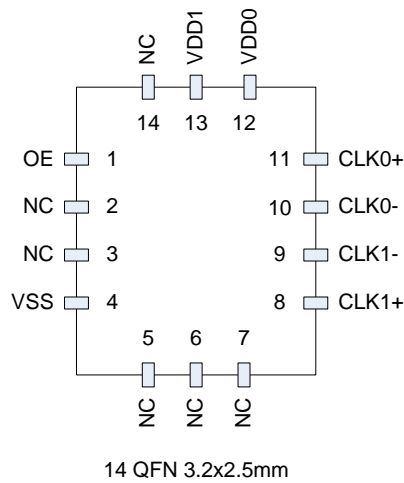 NC VDD1 VDD0
14 13 12
OE 1 11 CLK0+
NC 2 10 CLK0-
NC 3 9 CLK1-
VSS 4 8 CLK1+
5 6 7
NC NC NC
14 QFN 3.2x2.5mm